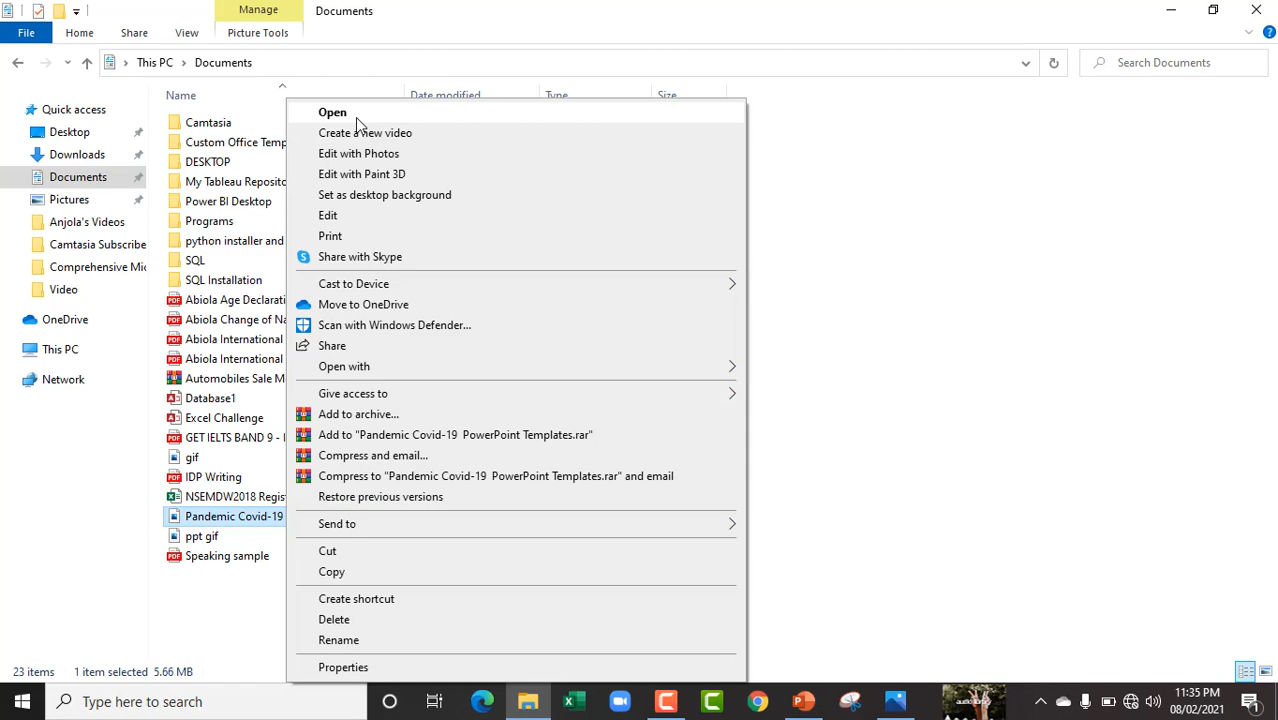 Manage
Documents
File
Home
Share
View
Picture Tools
This PC
Documents
Search Documents
Name
Date modified
Type
Size
Quick access
Desktop
Downloads
Documents
Pictures
Anjola's Videos
Camtasia Subscribe
Comprehensive Mic
Video
OneDrive
This PC
Network
Camtasia
Custom Office Temp
DESKTOP
My Tableau Reposito
Power BI Desktop
Programs
python installer and
SQL
SQL Installation
Abiola Age Declarati
Abiola Change of Na
Abiola International
Abiola International
Automobiles Sale M
Database1
Excel Challenge
GET IELTS BAND 9 - I
gif
IDP Writing
NSEMDW2018 Regist
Pandemic Covid-19
ppt gif
Speaking sample
Open
Create a new video
Edit with Photos
Edit with Paint 3D
Set as desktop background
Edit
Print
Share with Skype
Cast to Device
Move to OneDrive
Scan with Windows Defender...
Share
Open with
Give access to
Add to archive...
Add to "Pandemic Covid-19 PowerPoint Templates.rar"
Compress and email...
Compress to "Pandemic Covid-19 PowerPoint Templates.rar" and email
Restore previous versions
Send to
Cut
Copy
Create shortcut
Delete
Rename
Properties
23 items
1 item selected 5.66 MB
Type here to search
11:35 PM
08/02/2021